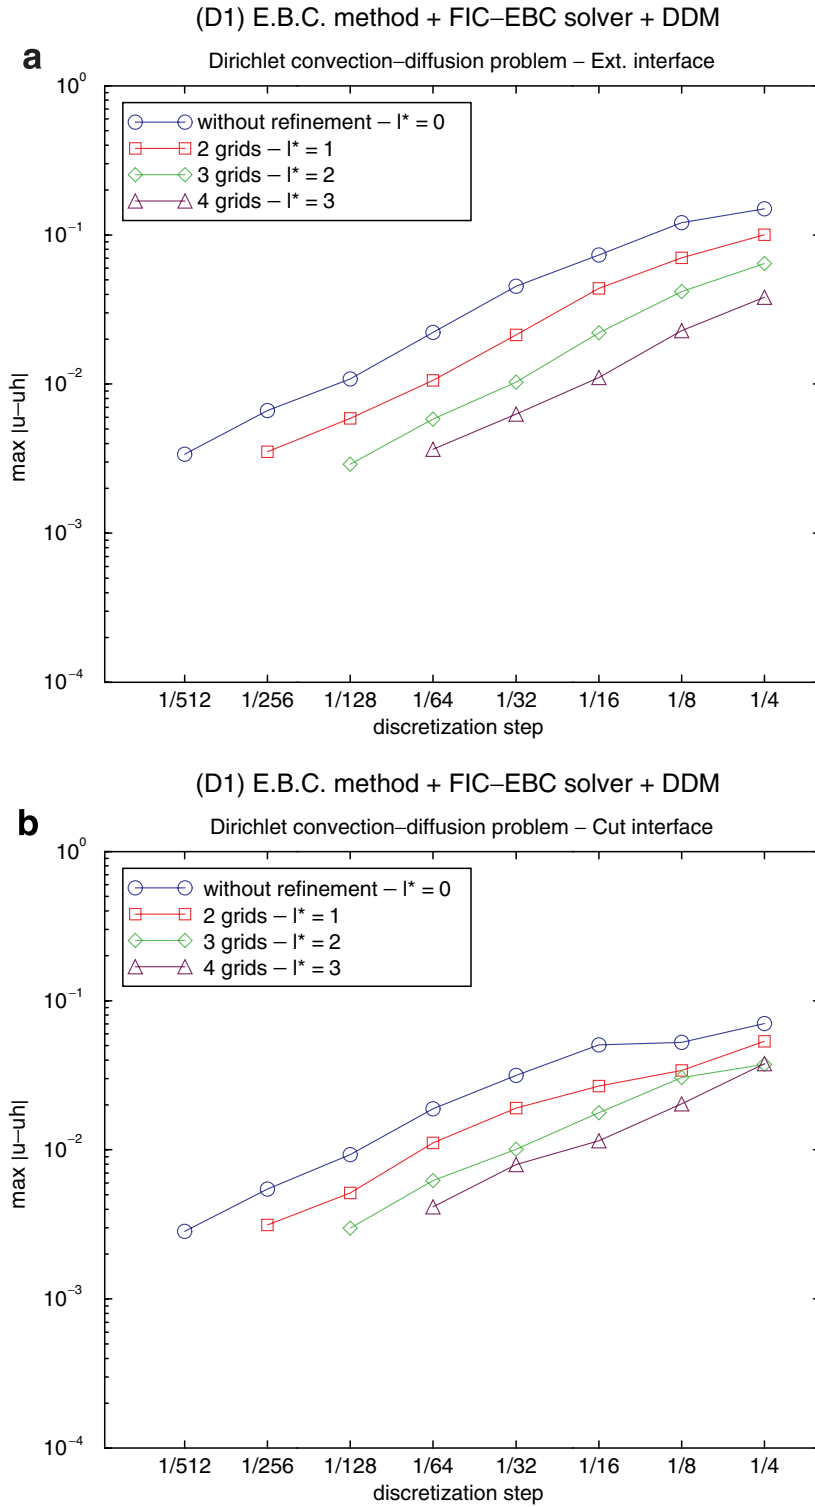 (D1) E.B.C. method + FIC–EBC solver + DDM
a
Dirichlet convection–diffusion problem – Ext. interface
10^0
without refinement – l* = 0
2 grids – l* = 1
3 grids – l* = 2
4 grids – l* = 3
10^-1
10^-2
max |u–uh|
10^-3
10^-4
1/512 1/256 1/128 1/64 1/32 1/16 1/8 1/4
discretization step
(D1) E.B.C. method + FIC–EBC solver + DDM
b
Dirichlet convection–diffusion problem – Cut interface
10^0
without refinement – l* = 0
2 grids – l* = 1
3 grids – l* = 2
4 grids – l* = 3
10^-1
10^-2
max |u–uh|
10^-3
10^-4
1/512 1/256 1/128 1/64 1/32 1/16 1/8 1/4
discretization step